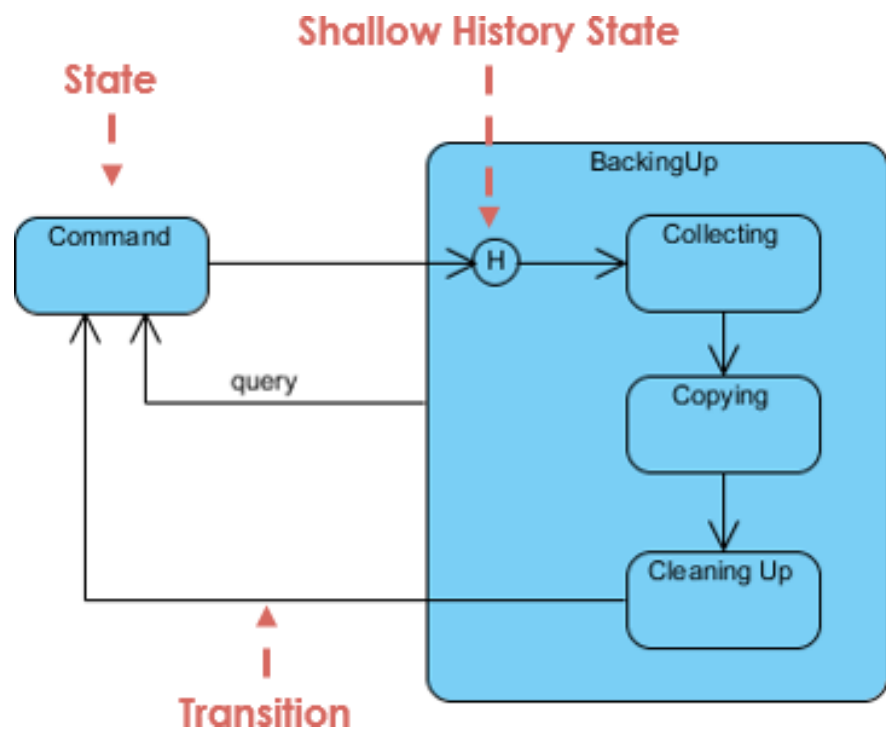 Shallow History State
State
BackingUp
Command
Collecting
H
query
Copying
Cleaning Up
Transition